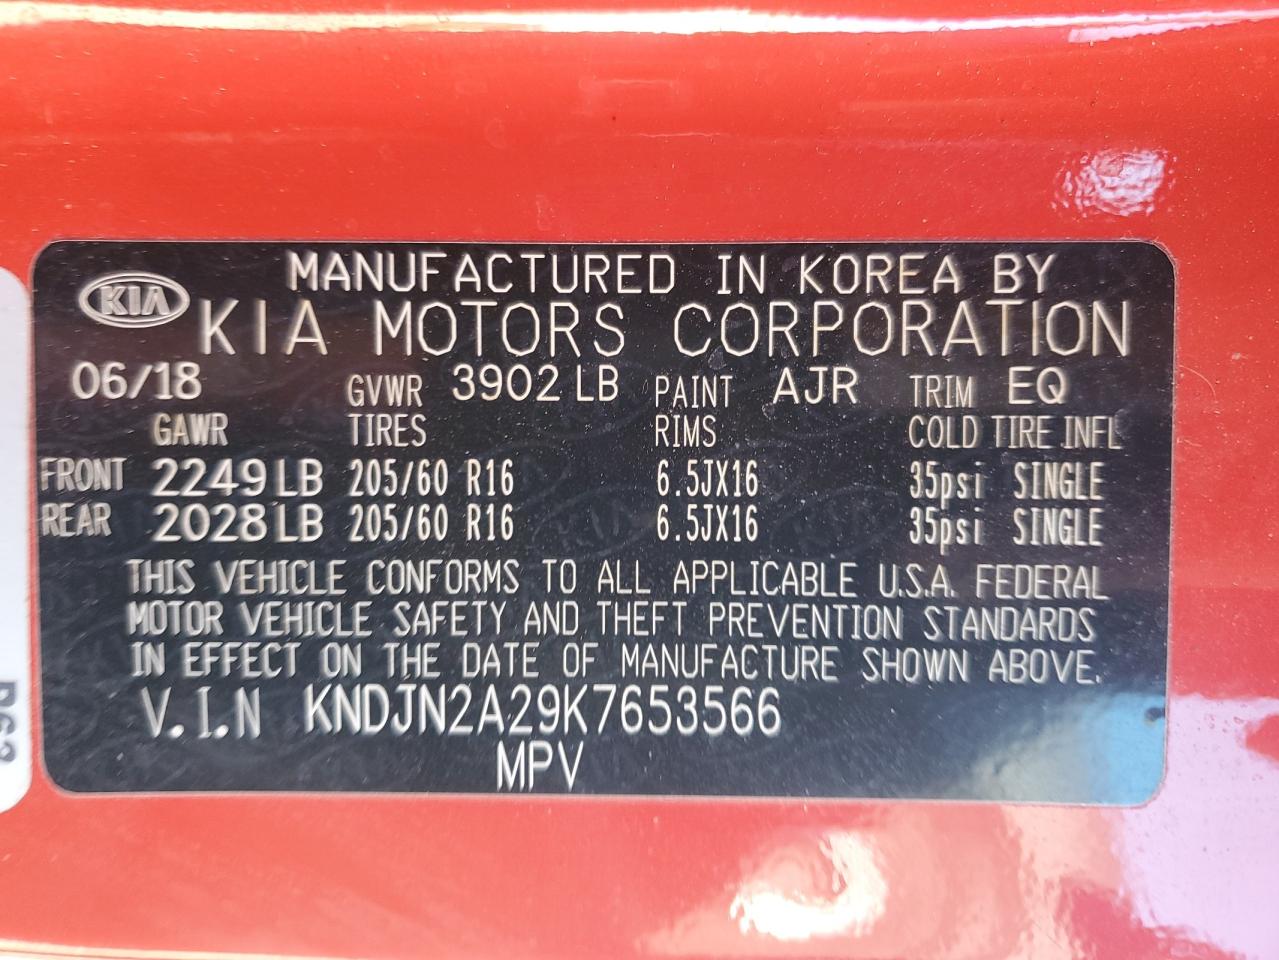 MANUFACTURED IN KOREA BY
KIA KIA MOTORS CORPORATION
06/18 GVWR 3902 LB PAINT AJR TRIM EQ
GAWR TIRES RIMS COLD TIRE INFL
FRONT 2249 LB 205/60 R16 6.5JX16 35psi SINGLE
REAR 2028 LB 205/60 R16 6.5JX16 35psi SINGLE
THIS VEHICLE CONFORMS TO ALL APPLICABLE U.S.A. FEDERAL
MOTOR VEHICLE SAFETY AND THEFT PREVENTION STANDARDS
IN EFFECT ON THE DATE OF MANUFACTURE SHOWN ABOVE.
V.I.N KNDJN2A29K7653566
MPV